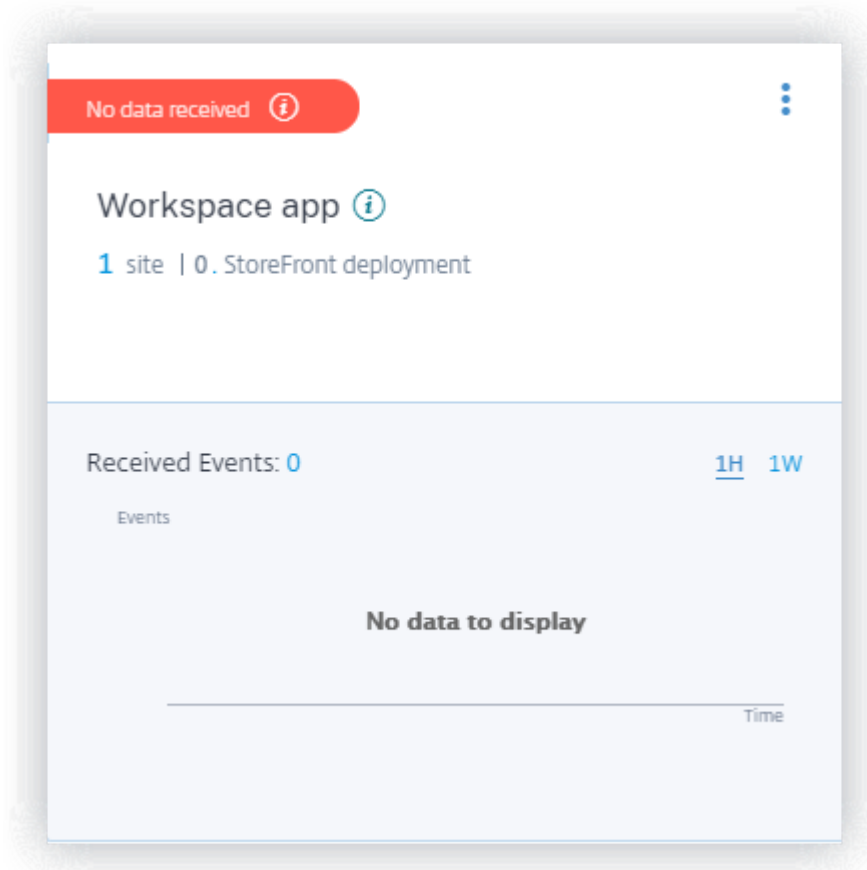 No data received
Workspace app
1 site | 0. StoreFront deployment
Received Events: 0 1H 1W
Events
No data to display
Time